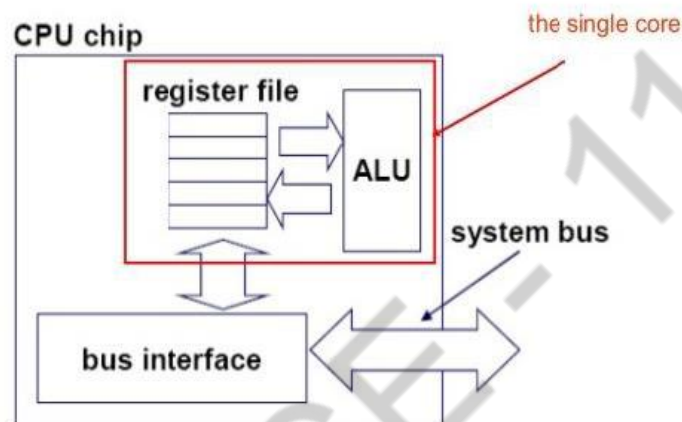 the single core
CPU chip
register file
ALU
system bus
bus interface